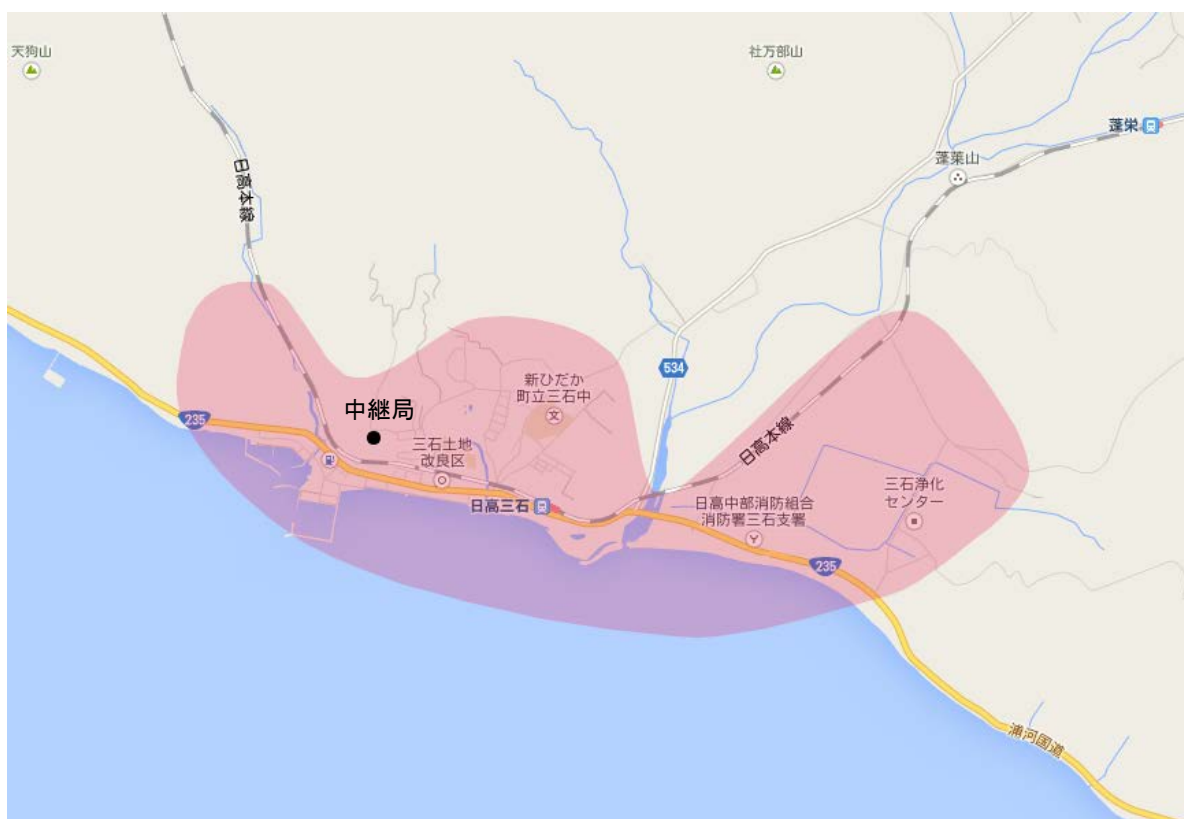 天狗山
社万部山
蓬栄
蓬莱山
日高本線
534
新ひだか
町立三石中
中継局
235
三石土地
改良区
日高本線
三石浄化
センター
日高三石
日高中部消防組合
消防署三石支署
235
浦河国道